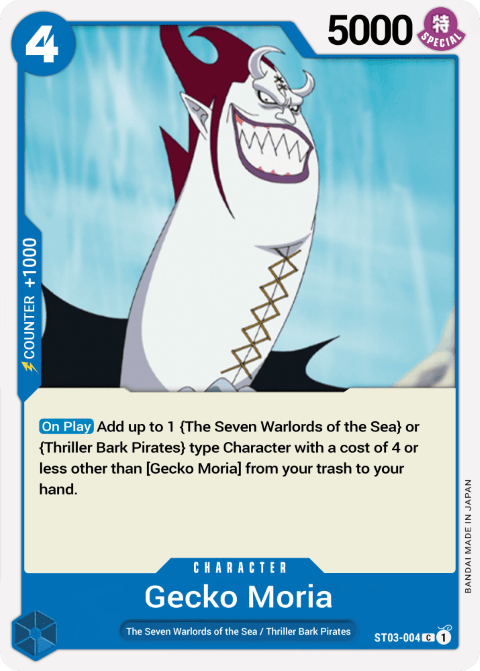 4
5000
特
SPECIAL
COUNTER +1000
On Play Add up to 1 {The Seven Warlords of the Sea} or
{Thriller Bark Pirates} type Character with a cost of 4 or
less other than [Gecko Moria] from your trash to your
hand.
BANDAI MADE IN JAPAN
CHARACTER
Gecko Moria
The Seven Warlords of the Sea / Thriller Bark Pirates
ST03-004 C 1